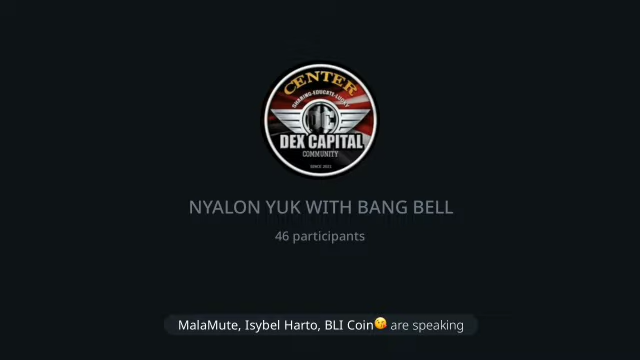 CENTER
SHARING-EDUCATE-LUCKY
DEX CAPITAL
COMMUNITY
SINCE 2021
NYALON YUK WITH BANG BELL
46 participants
MalaMute, Isybel Harto, BLI Coin😘 are speaking